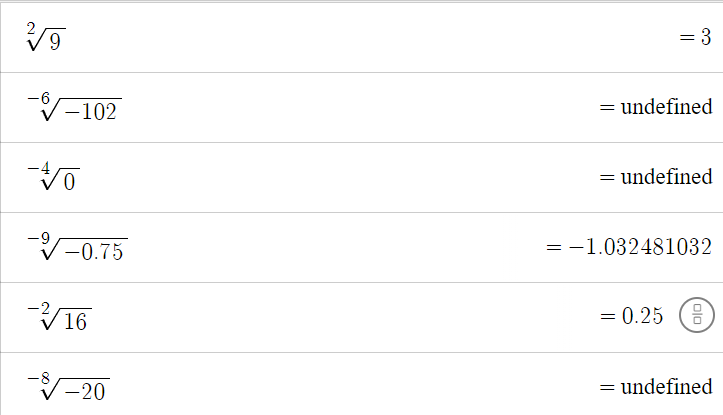 ²√9 = 3
⁻⁶√−102 = undefined
⁻⁴√0 = undefined
⁻⁹√−0.75 = −1.032481032
⁻²√16 = 0.25
⁻⁸√−20 = undefined